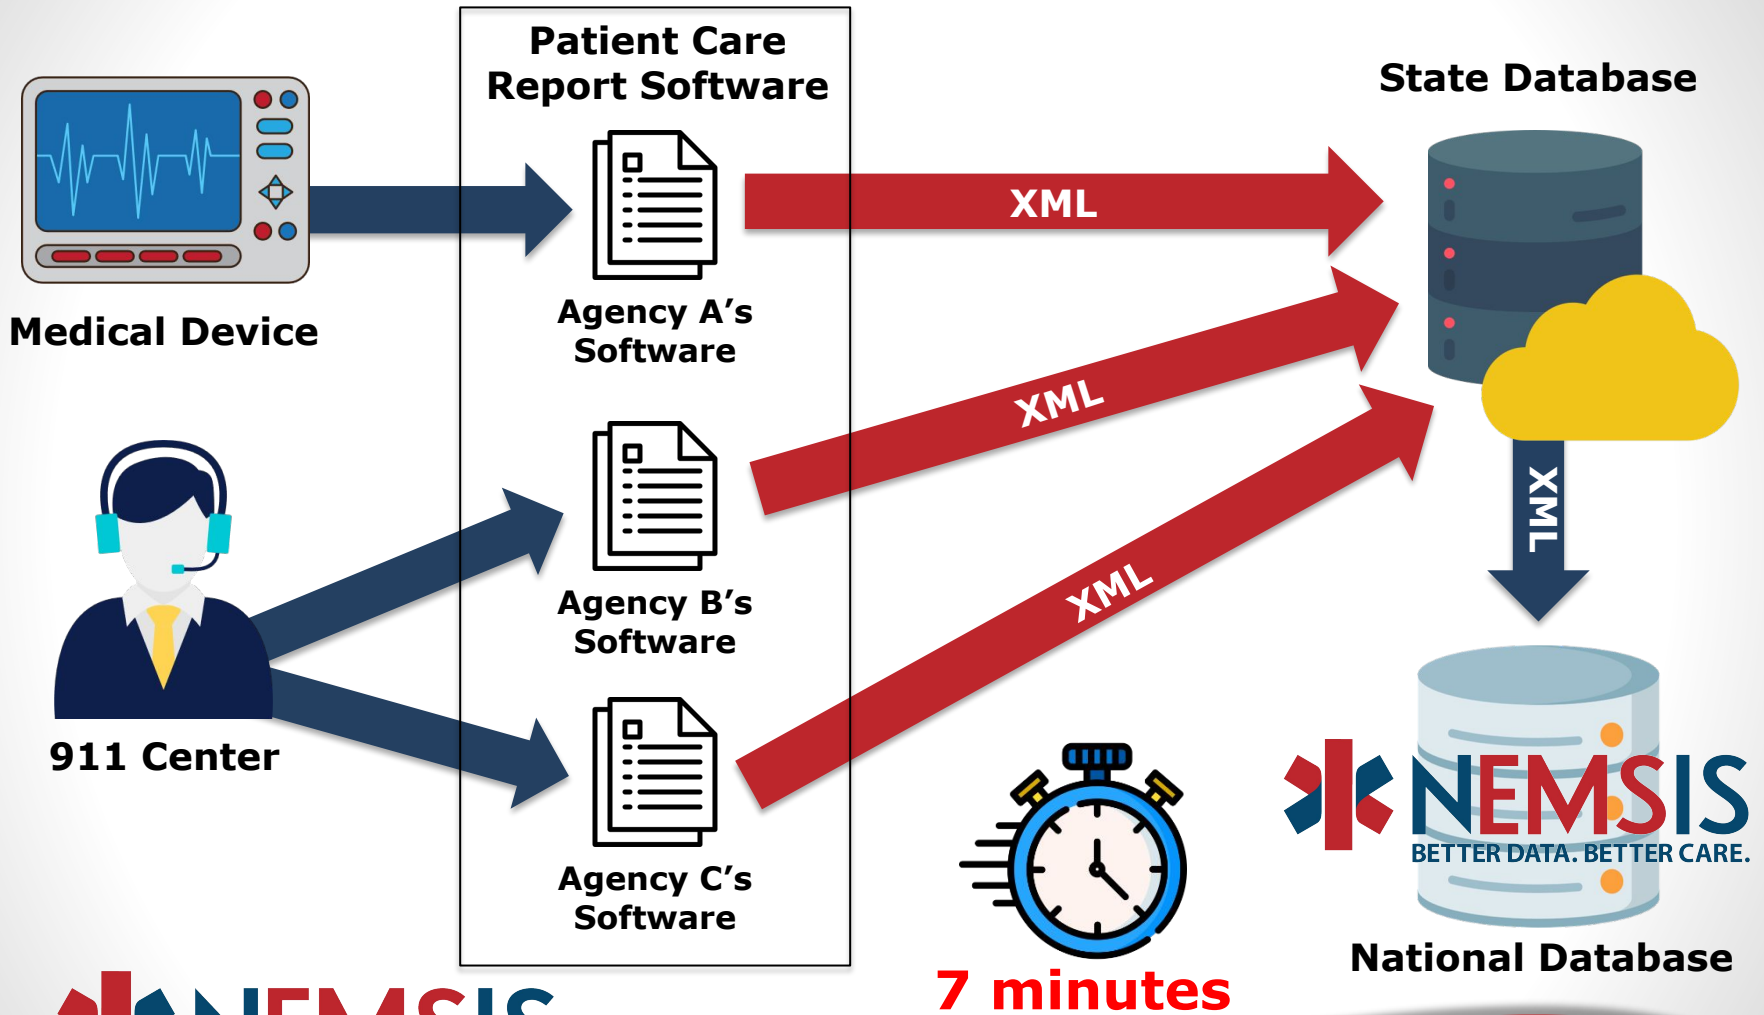 Patient Care
Report Software
State Database
XML
Medical Device
Agency A's
Software
XML
XML
XML
Agency B's
Software
911 Center
Agency C's
Software
7 minutes
NEMSIS
BETTER DATA. BETTER CARE.
National Database
NEMSIS